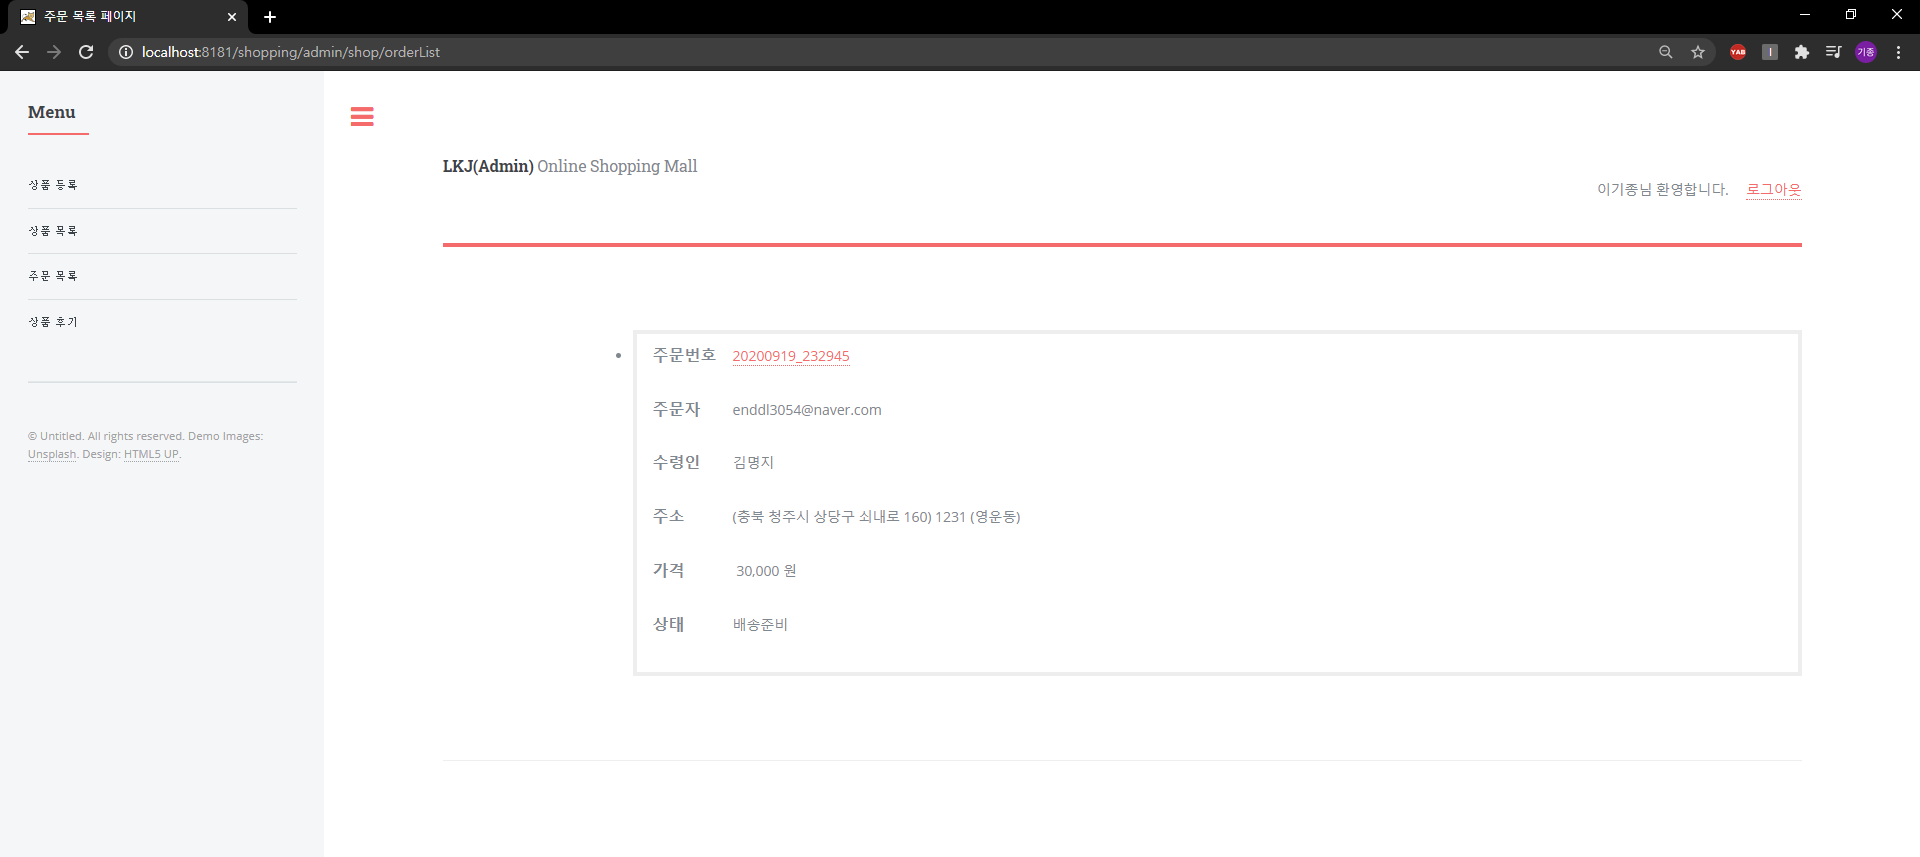 주문 목록 페이지
localhost:8181/shopping/admin/shop/orderList
YAB
I
기종
Menu
상품 등록
상품 목록
주문 목록
상품 후기
© Untitled. All rights reserved. Demo Images:
Unsplash. Design: HTML5 UP.
LKJ(Admin) Online Shopping Mall
이기종님 환영합니다. 로그아웃
주문번호 20200919_232945
주문자 enddl3054@naver.com
수령인 김명지
주소 (충북 청주시 상당구 쇠내로 160) 1231 (영운동)
가격 30,000 원
상태 배송준비